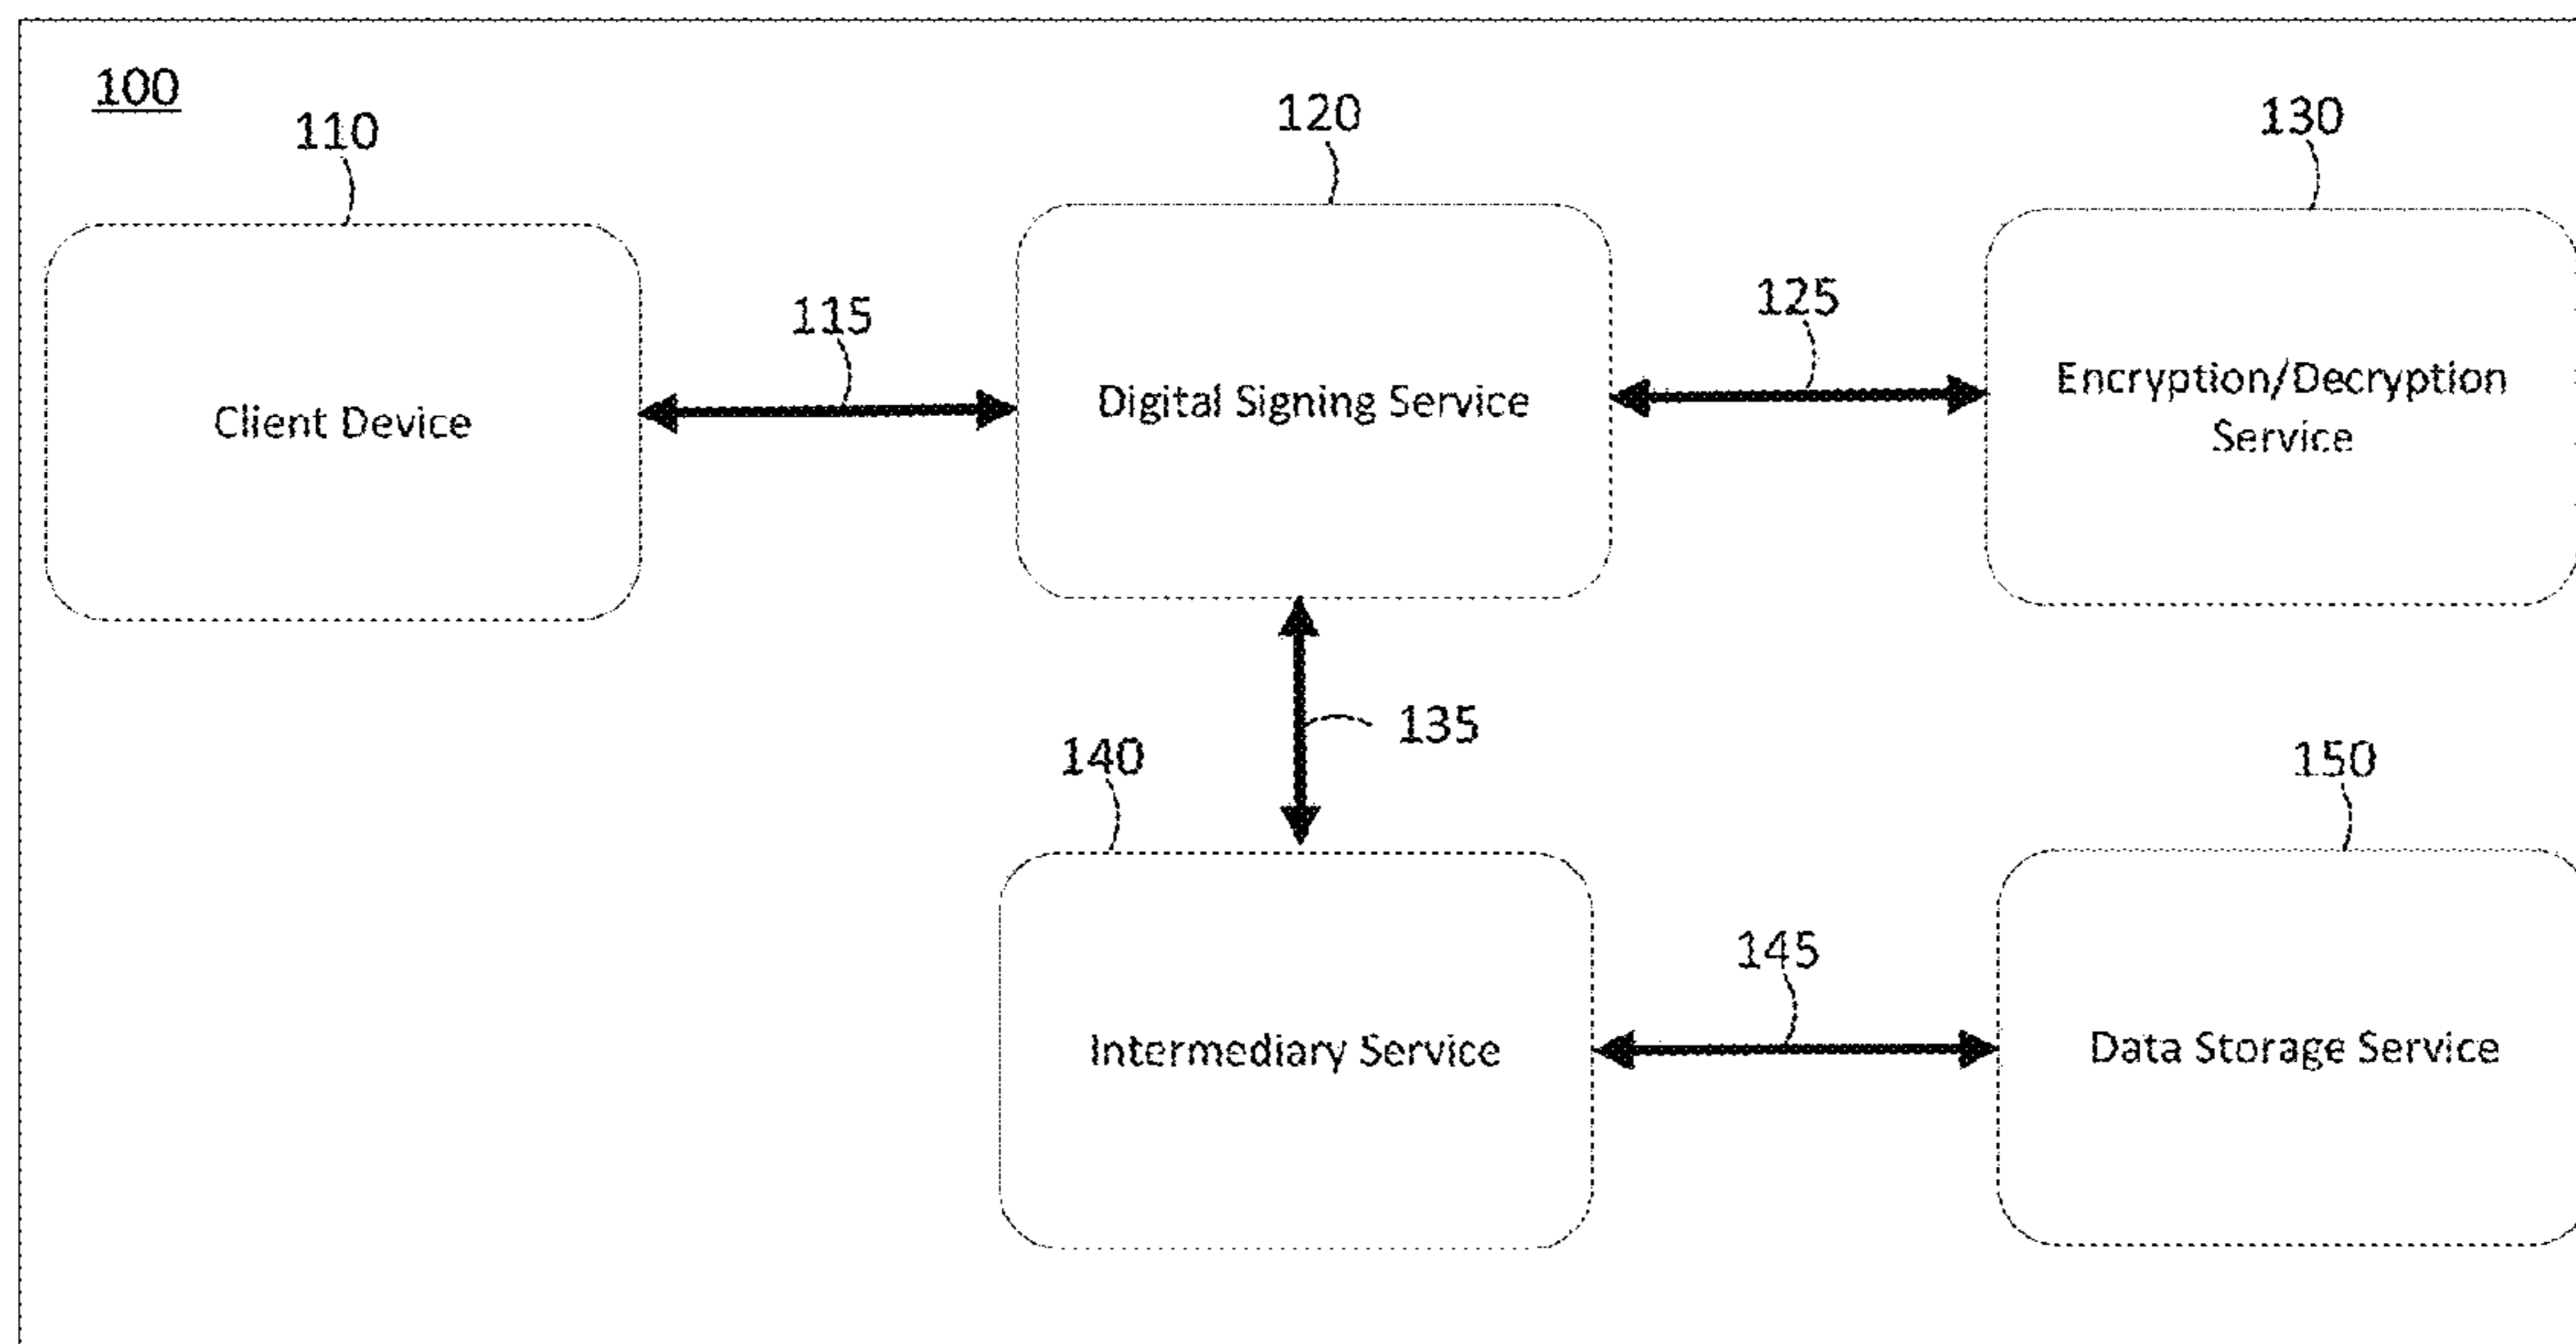 100
110
120
130
115
125
Client Device
Digital Signing Service
Encryption/Decryption
Service
135
140
150
145
Intermediary Service
Data Storage Service